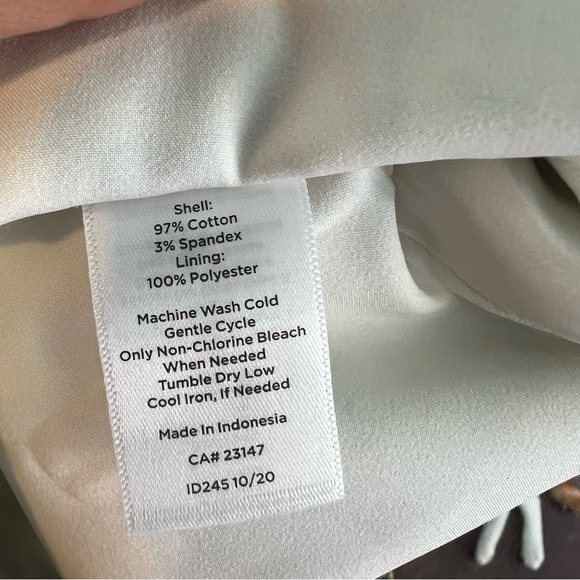 Shell:
97% Cotton
3% Spandex
Lining:
100% Polyester
Machine Wash Cold
Gentle Cycle
Only Non-Chlorine Bleach
When Needed
Tumble Dry Low
Cool Iron, If Needed
Made In Indonesia
CA# 23147
ID245 10/20